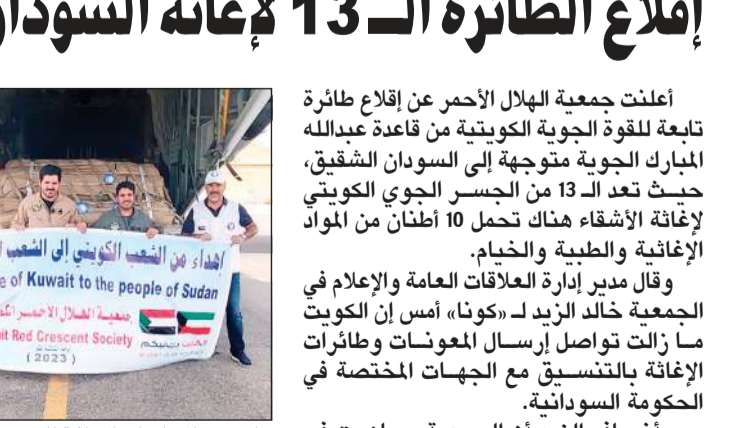 إقلاع الطائرة الـ 13 لإغاثة السودان
أعلنت جمعية الهلال الأحمر عن إقلاع طائرة
تابعة للقوة الجوية الكويتية من قاعدة عبدالله
المبارك الجوية متوجهة إلى السودان الشقيق،
حيث تعد الـ 13 من الجسر الجوي الكويتي
لإغاثة الأشقاء هناك تحمل 10 أطنان من المواد
الإغاثية والطبية والخيام.
وقال مدير إدارة العلاقات العامة والإعلام في
الجمعية خالد الزيد لـ «كونا» أمس إن الكويت
ما زالت تواصل إرسال المعونات وطائرات
الإغاثة بالتنسيق مع الجهات المختصة في
الحكومة السودانية.
إهداء من الشعب الكويتي إلى الشعب
of Kuwait to the people of Sudan
جمعية الهلال الأحمر
Red Crescent Society
(2023)